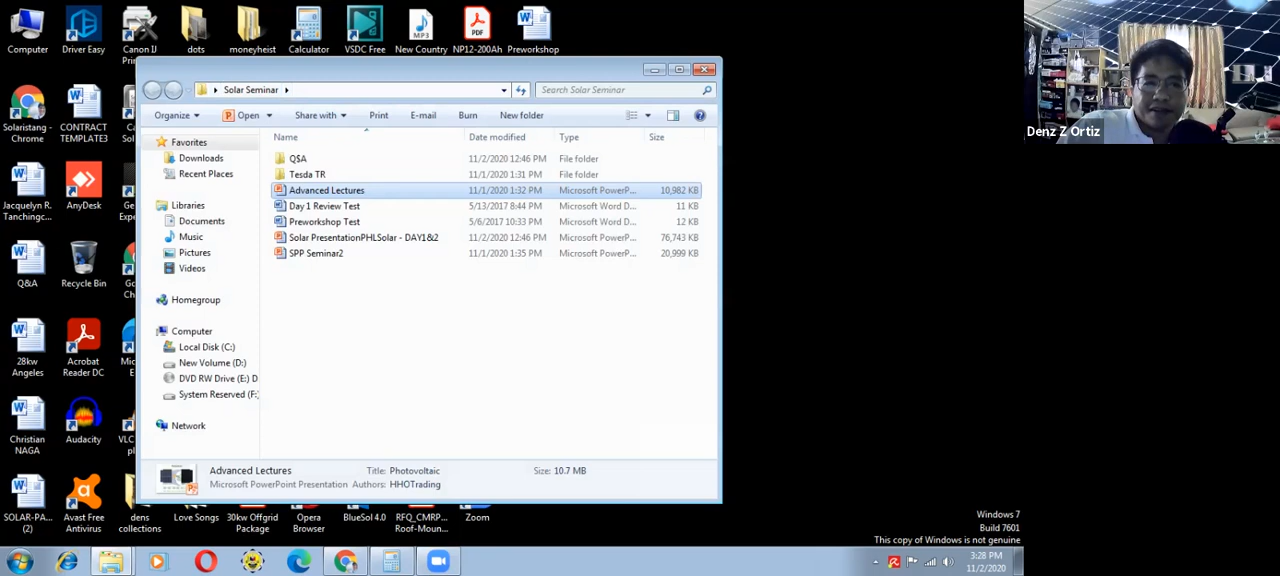 Computer
Driver Easy
Canon IJ
dots
moneyheist
Calculator
VSDC Free
New Country
NP12-200Ah
Preworkshop
MP3
PDF
Solar Seminar
Search Solar Seminar
Organize
Open
Share with
Print
E-mail
Burn
New folder
Name
Date modified
Type
Size
Favorites
Downloads
Recent Places
Libraries
Documents
Music
Pictures
Videos
Homegroup
Computer
Local Disk (C:)
New Volume (D:)
DVD RW Drive (E:) D
System Reserved (F:
Network
Q$A 11/2/2020 12:46 PM File folder
Tesda TR 11/1/2020 1:31 PM File folder
Advanced Lectures 11/1/2020 1:32 PM Microsoft PowerP... 10,982 KB
Day 1 Review Test 5/13/2017 8:44 PM Microsoft Word D... 11 KB
Preworkshop Test 5/6/2017 10:33 PM Microsoft Word D... 12 KB
Solar PresentationPHLSolar - DAY1&2 11/2/2020 12:46 PM Microsoft PowerP... 76,743 KB
SPP Seminar2 11/1/2020 1:35 PM Microsoft PowerP... 20,999 KB
Advanced Lectures Title: Photovoltaic Size: 10.7 MB
Microsoft PowerPoint Presentation Authors: HHOTrading
Solaristang -
Chrome
CONTRACT
TEMPLATE3
Jacquelyn R.
Tanchingc...
AnyDesk
Q&A
Recycle Bin
28kw
Angeles
Acrobat
Reader DC
Christian
NAGA
Audacity
SOLAR-PA...
(2)
Avast Free
Antivirus
dens
collections
Love Songs
30kw Offgrid
Package
Opera
Browser
BlueSol 4.0
RFQ_CMRP...
Roof-Moun...
Zoom
Denz Z Ortiz
Windows 7
Build 7601
This copy of Windows is not genuine
3:28 PM
11/2/2020